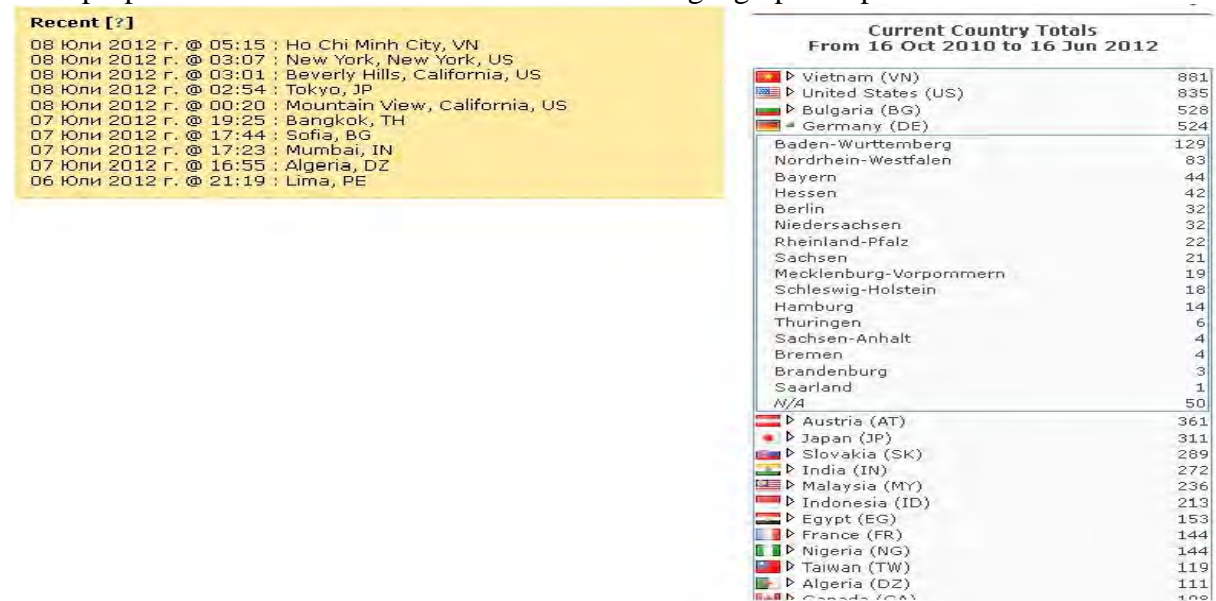 Recent [?]
08 Юли 2012 г. @ 05:15 : Ho Chi Minh City, VN
08 Юли 2012 г. @ 03:07 : New York, New York, US
08 Юли 2012 г. @ 03:01 : Beverly Hills, California, US
08 Юли 2012 г. @ 02:54 : Tokyo, JP
08 Юли 2012 г. @ 00:20 : Mountain View, California, US
07 Юли 2012 г. @ 19:25 : Bangkok, TH
07 Юли 2012 г. @ 17:44 : Sofia, BG
07 Юли 2012 г. @ 17:23 : Mumbai, IN
07 Юли 2012 г. @ 16:55 : Algeria, DZ
06 Юли 2012 г. @ 21:19 : Lima, PE
Current Country Totals
From 16 Oct 2010 to 16 Jun 2012
Vietnam (VN) 881
United States (US) 835
Bulgaria (BG) 528
Germany (DE) 524
Baden-Wurttemberg 129
Nordrhein-Westfalen 83
Bayern 44
Hessen 42
Berlin 32
Niedersachsen 32
Rheinland-Pfalz 22
Sachsen 21
Mecklenburg-Vorpommern 19
Schleswig-Holstein 18
Hamburg 14
Thuringen 6
Sachsen-Anhalt 4
Bremen 4
Brandenburg 3
Saarland 1
N/A 50
Austria (AT) 361
Japan (JP) 311
Slovakia (SK) 289
India (IN) 272
Malaysia (MY) 236
Indonesia (ID) 213
Egypt (EG) 153
France (FR) 144
Nigeria (NG) 144
Taiwan (TW) 119
Algeria (DZ) 111
Canada (CA) 108